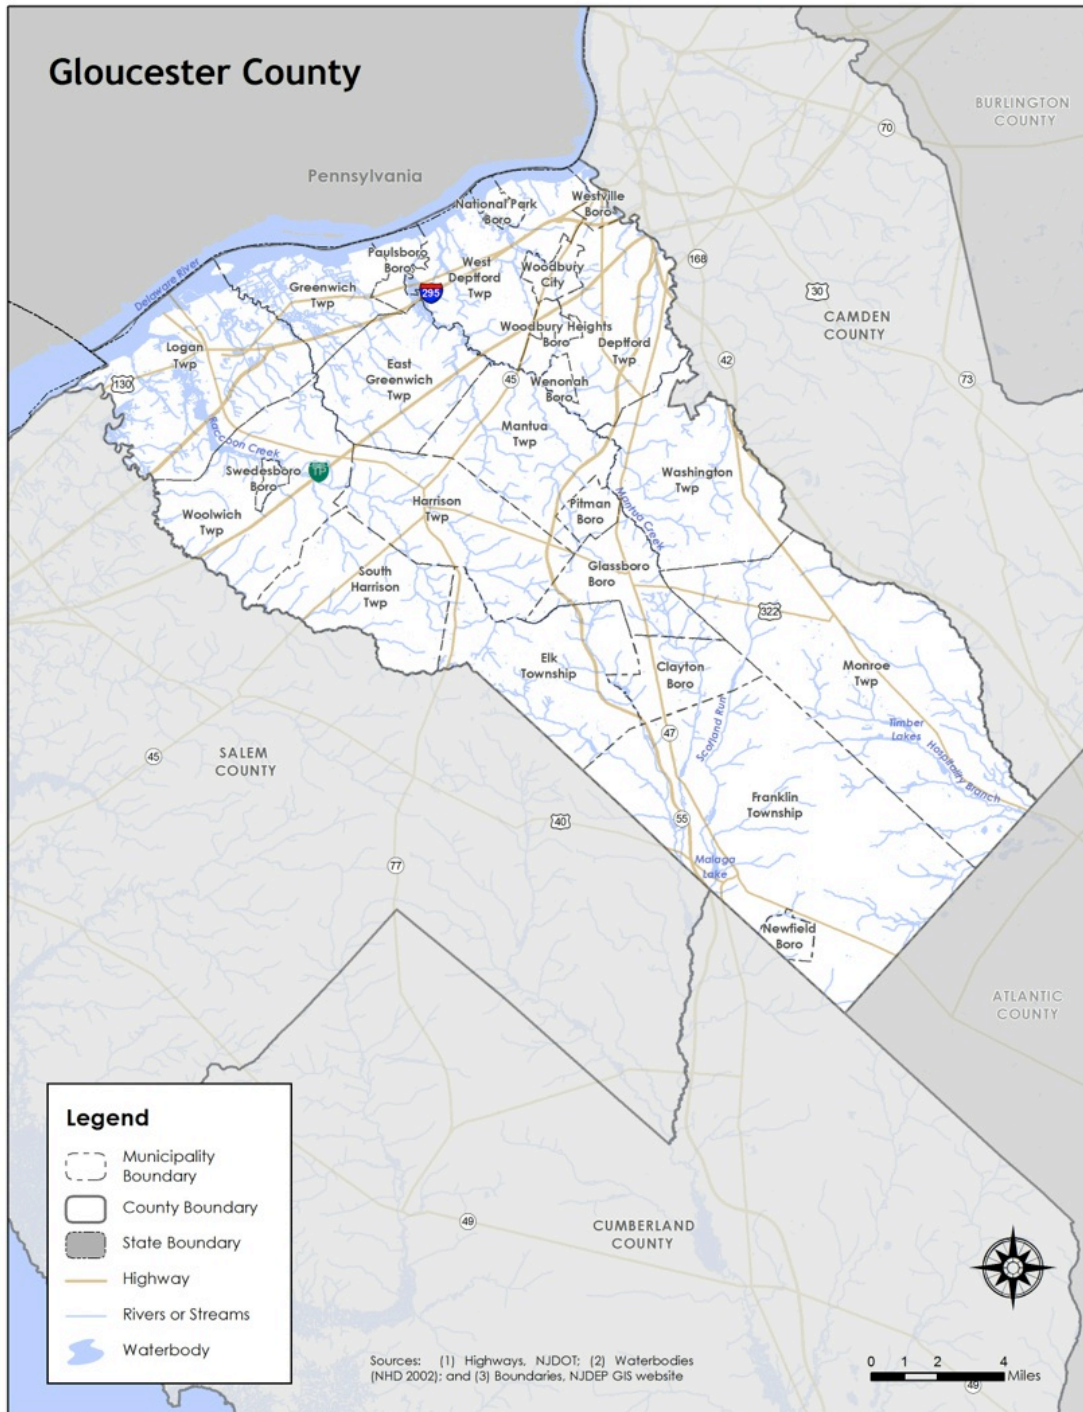 Gloucester County
BURLINGTON
COUNTY
70
Pennsylvania
National Park
Boro
Westville
Boro
Paulsboro
Boro
West
Deptford
Twp
Woodbury
City
168
Delaware River
Greenwich
Twp
295
30
CAMDEN
COUNTY
Woodbury Heights
Boro
Deptford
Twp
Logan
Twp
East
Greenwich
Twp
42
130
45
Wenonah
Boro
73
Mantua
Twp
Raccoon Creek
Swedesboro
Boro
TP
Washington
Twp
Harrison
Twp
Pitman
Boro
Mantua Creek
Woolwich
Twp
South
Harrison
Twp
Glassboro
Boro
322
Elk
Township
Clayton
Boro
Monroe
Twp
Scotland Run
Timber
Lakes
Hospitality Branch
47
SALEM
COUNTY
45
Franklin
Township
40
55
77
Malaga
Lake
Newfield
Boro
ATLANTIC
COUNTY
Legend
Municipality
Boundary
County Boundary
State Boundary
Highway
Rivers or Streams
Waterbody
49
CUMBERLAND
COUNTY
Sources: (1) Highways, NJDOT; (2) Waterbodies
(NHD 2002); and (3) Boundaries, NJDEP GIS website
0 1 2 4
Miles
49